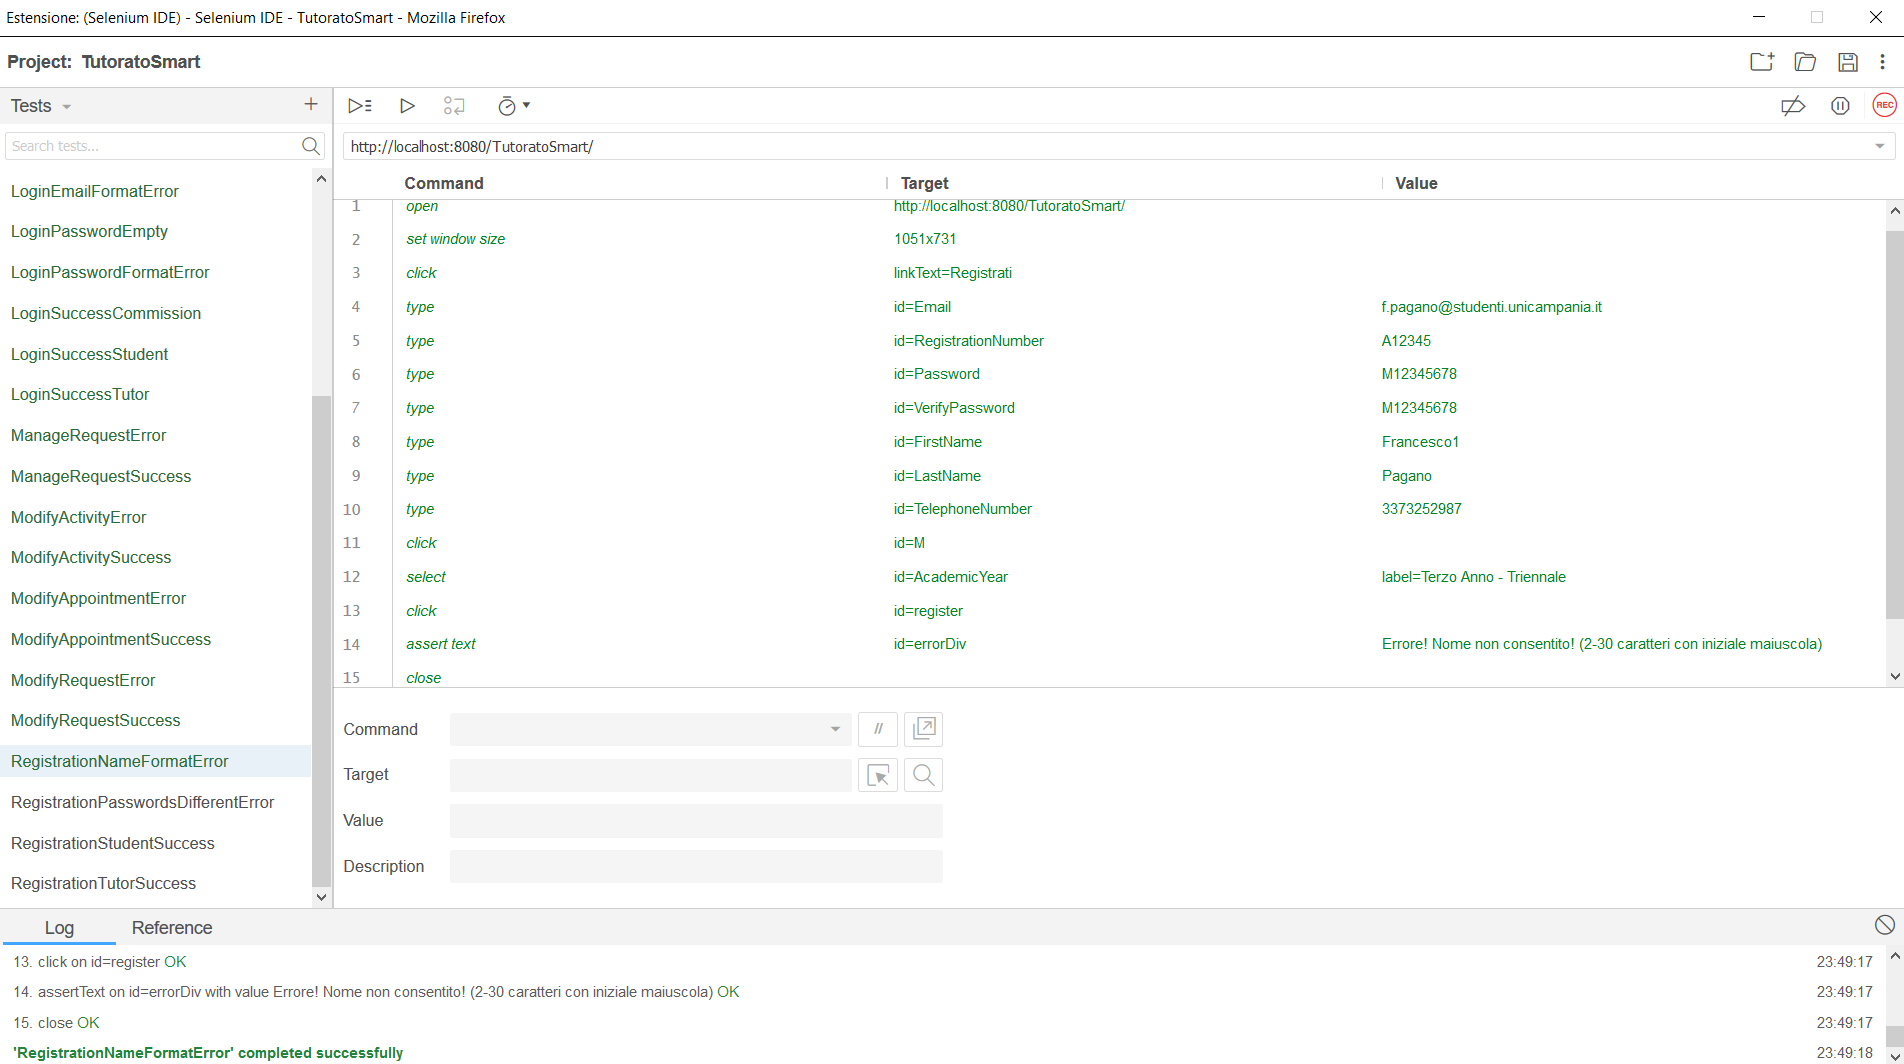 Estensione: (Selenium IDE) - Selenium IDE - TutoratoSmart - Mozilla Firefox
Project: TutoratoSmart
Tests
Search tests...
http://localhost:8080/TutoratoSmart/
REC
LoginEmailFormatError
LoginPasswordEmpty
LoginPasswordFormatError
LoginSuccessCommission
LoginSuccessStudent
LoginSuccessTutor
ManageRequestError
ManageRequestSuccess
ModifyActivityError
ModifyActivitySuccess
ModifyAppointmentError
ModifyAppointmentSuccess
ModifyRequestError
ModifyRequestSuccess
RegistrationNameFormatError
RegistrationPasswordsDifferentError
RegistrationStudentSuccess
RegistrationTutorSuccess
Command Target Value
1 open http://localhost:8080/TutoratoSmart/
2 set window size 1051x731
3 click linkText=Registrati
4 type id=Email f.pagano@studenti.unicampania.it
5 type id=RegistrationNumber A12345
6 type id=Password M12345678
7 type id=VerifyPassword M12345678
8 type id=FirstName Francesco1
9 type id=LastName Pagano
10 type id=TelephoneNumber 3373252987
11 click id=M
12 select id=AcademicYear label=Terzo Anno - Triennale
13 click id=register
14 assert text id=errorDiv Errore! Nome non consentito! (2-30 caratteri con iniziale maiuscola)
15 close
Command //
Target
Value
Description
Log Reference
13. click on id=register OK 23:49:17
14. assertText on id=errorDiv with value Errore! Nome non consentito! (2-30 caratteri con iniziale maiuscola) OK 23:49:17
15. close OK 23:49:17
'RegistrationNameFormatError' completed successfully 23:49:18